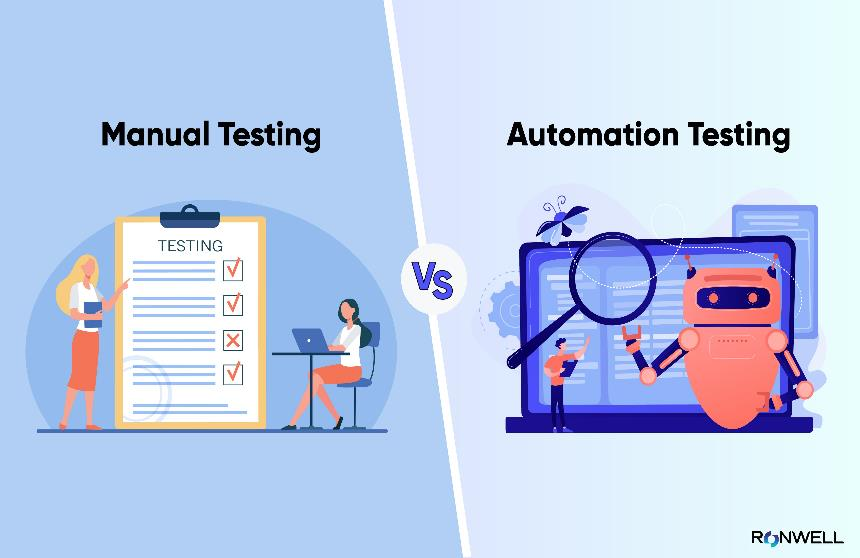 Manual Testing
Automation Testing
TESTING
VS
RONWELL